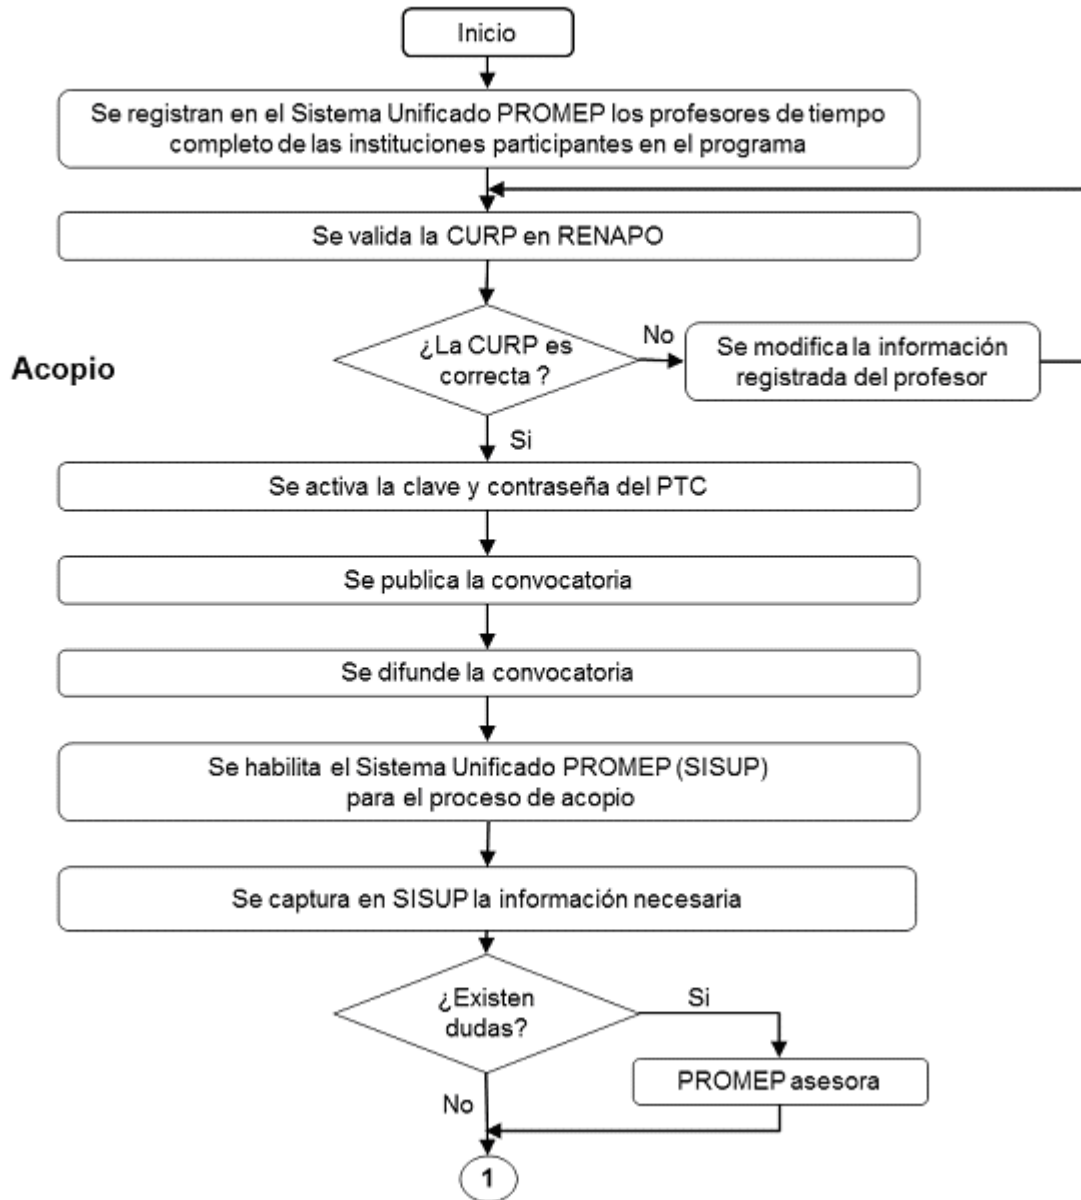 Inicio
Se registran en el Sistema Unificado PROMEP los profesores de tiempo
completo de las instituciones participantes en el programa
Se valida la CURP en RENAPO
¿La CURP es
correcta ?
No
Se modifica la información
registrada del profesor
Acopio
Si
Se activa la clave y contraseña del PTC
Se publica la convocatoria
Se difunde la convocatoria
Se habilita el Sistema Unificado PROMEP (SISUP)
para el proceso de acopio
Se captura en SISUP la información necesaria
¿Existen
dudas?
Si
PROMEP asesora
No
1